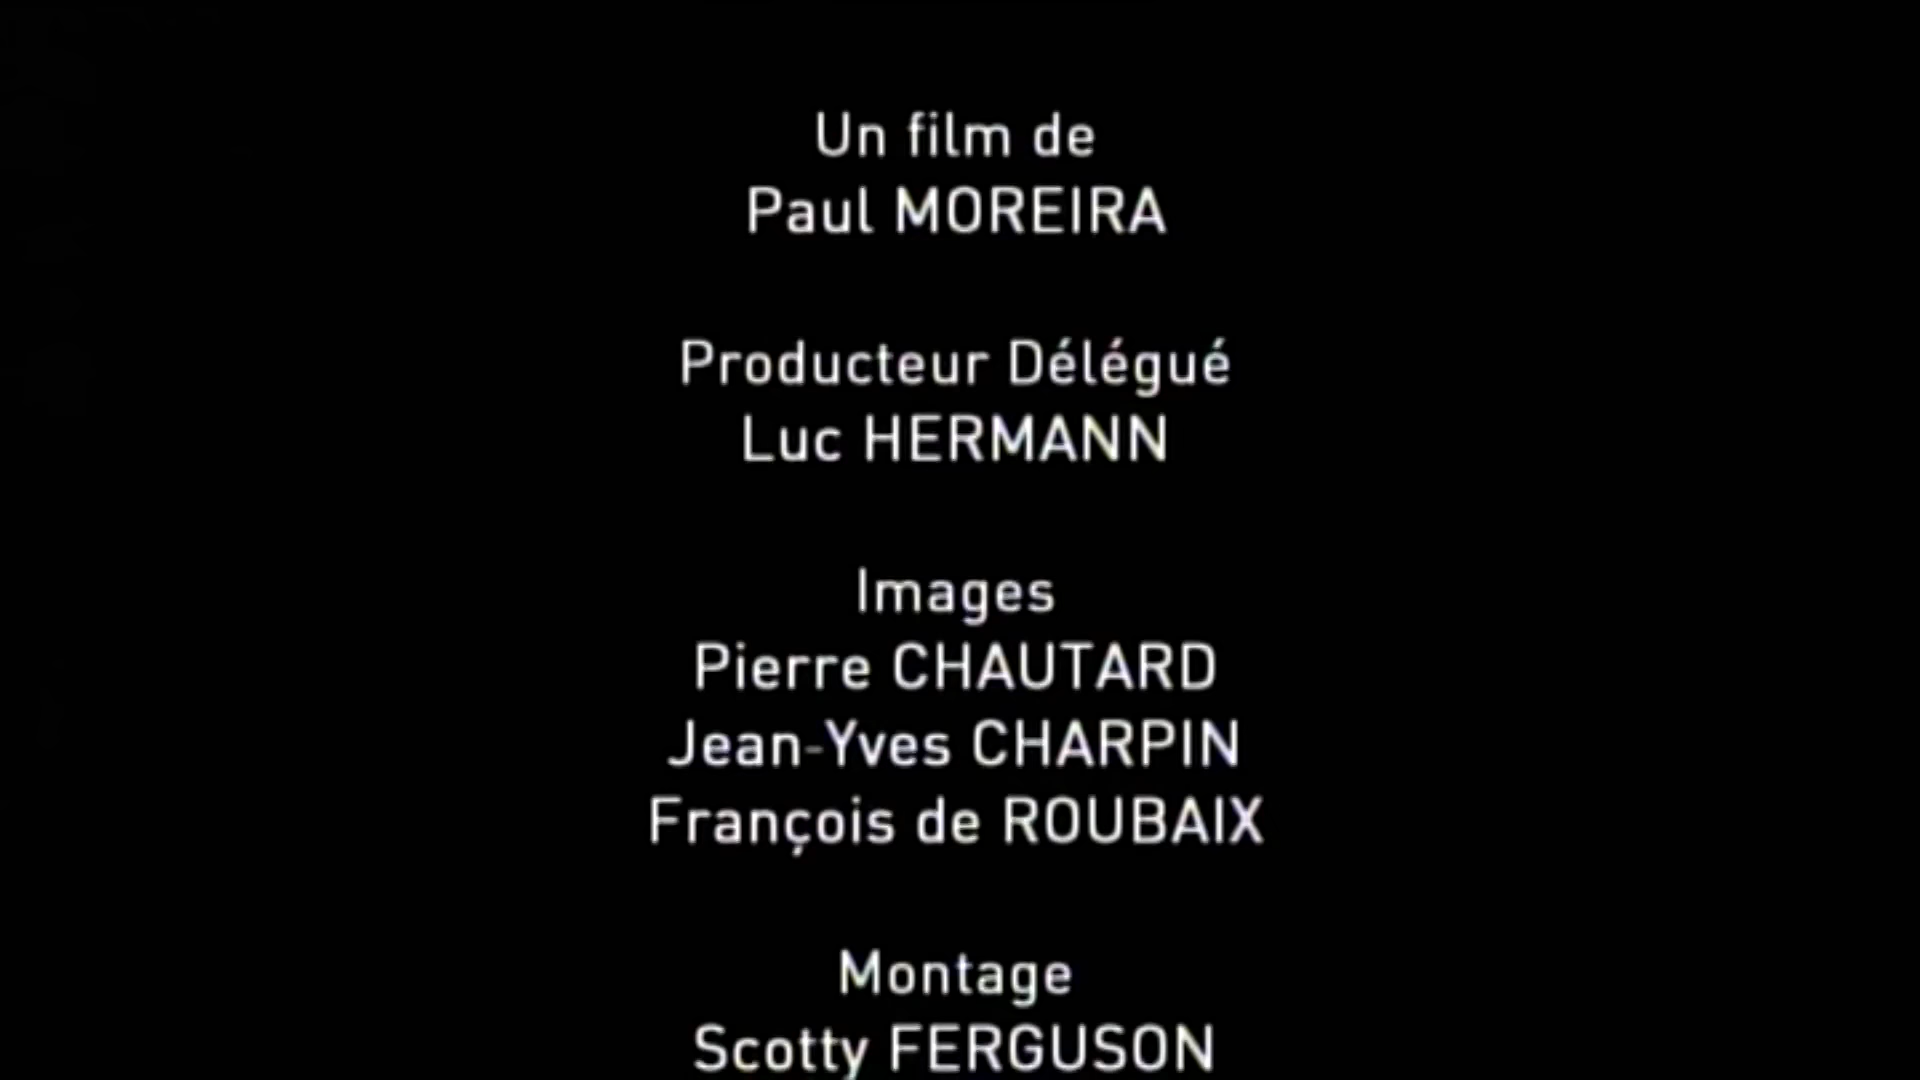 Un film de
Paul MOREIRA
Producteur Délégué
Luc HERMANN
Images
Pierre CHAUTARD
Jean-Yves CHARPIN
François de ROUBAIX
Montage
Scotty FERGUSON